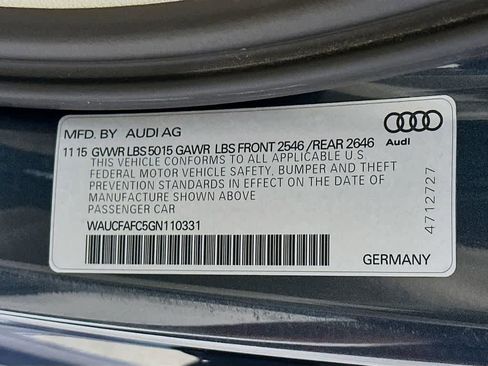 MFD. BY AUDI AG
11 15 GVWR LBS 5015 GAWR LBS FRONT 2546 /REAR 2646
THIS VEHICLE CONFORMS TO ALL APPLICABLE U.S.
FEDERAL MOTOR VEHICLE SAFETY, BUMPER AND THEFT
PREVENTION STANDARDS IN EFFECT ON THE DATE OF
MANUFACTURE SHOWN ABOVE
PASSENGER CAR
WAUCFAFC5GN110331
Audi
4712727
GERMANY